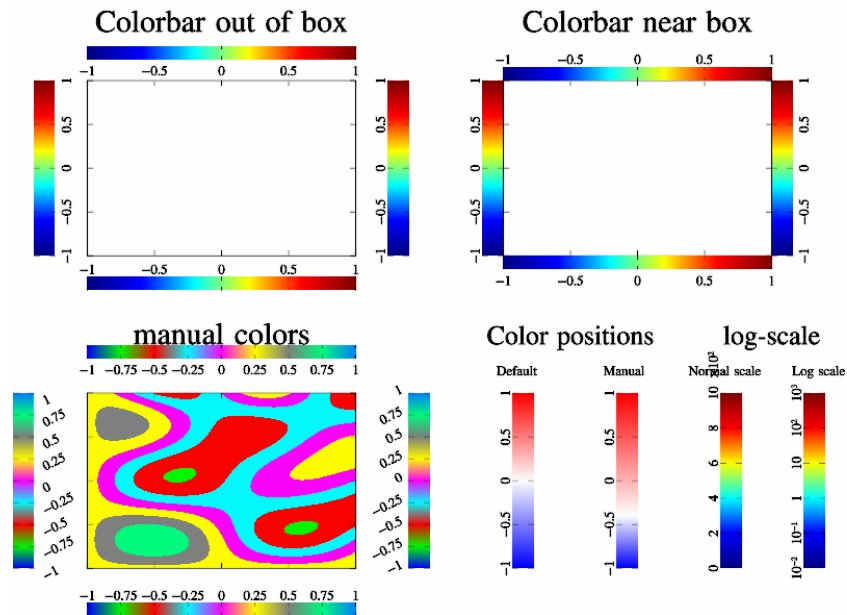 Colorbar out of box
−1 −0.5 0 0.5 1
1 0.5 0 −0.5 −1
1 0.5 0 −0.5 −1
−1 −0.5 0 0.5 1
Colorbar near box
−1 −0.5 0 0.5 1
1 0.5 0 −0.5 −1
1 0.5 0 −0.5 −1
−1 −0.5 0 0.5 1
manual colors
−1 −0.75 −0.5 −0.25 0 0.25 0.5 0.75 1
1 0.75 0.5 0.25 0 −0.25 −0.5 −0.75 −1
1 0.75 0.5 0.25 0 −0.25 −0.5 −0.75 −1
−1 −0.75 −0.5 −0.25 0 0.25 0.5 0.75 1
Color positions
Default
1 0.5 0 −0.5 −1
Manual
1 0.5 0 −0.5 −1
log-scale
Normal scale
×10²
10 8 6 4 2 0
Log scale
10³ 10² 10 1 10⁻¹ 10⁻²